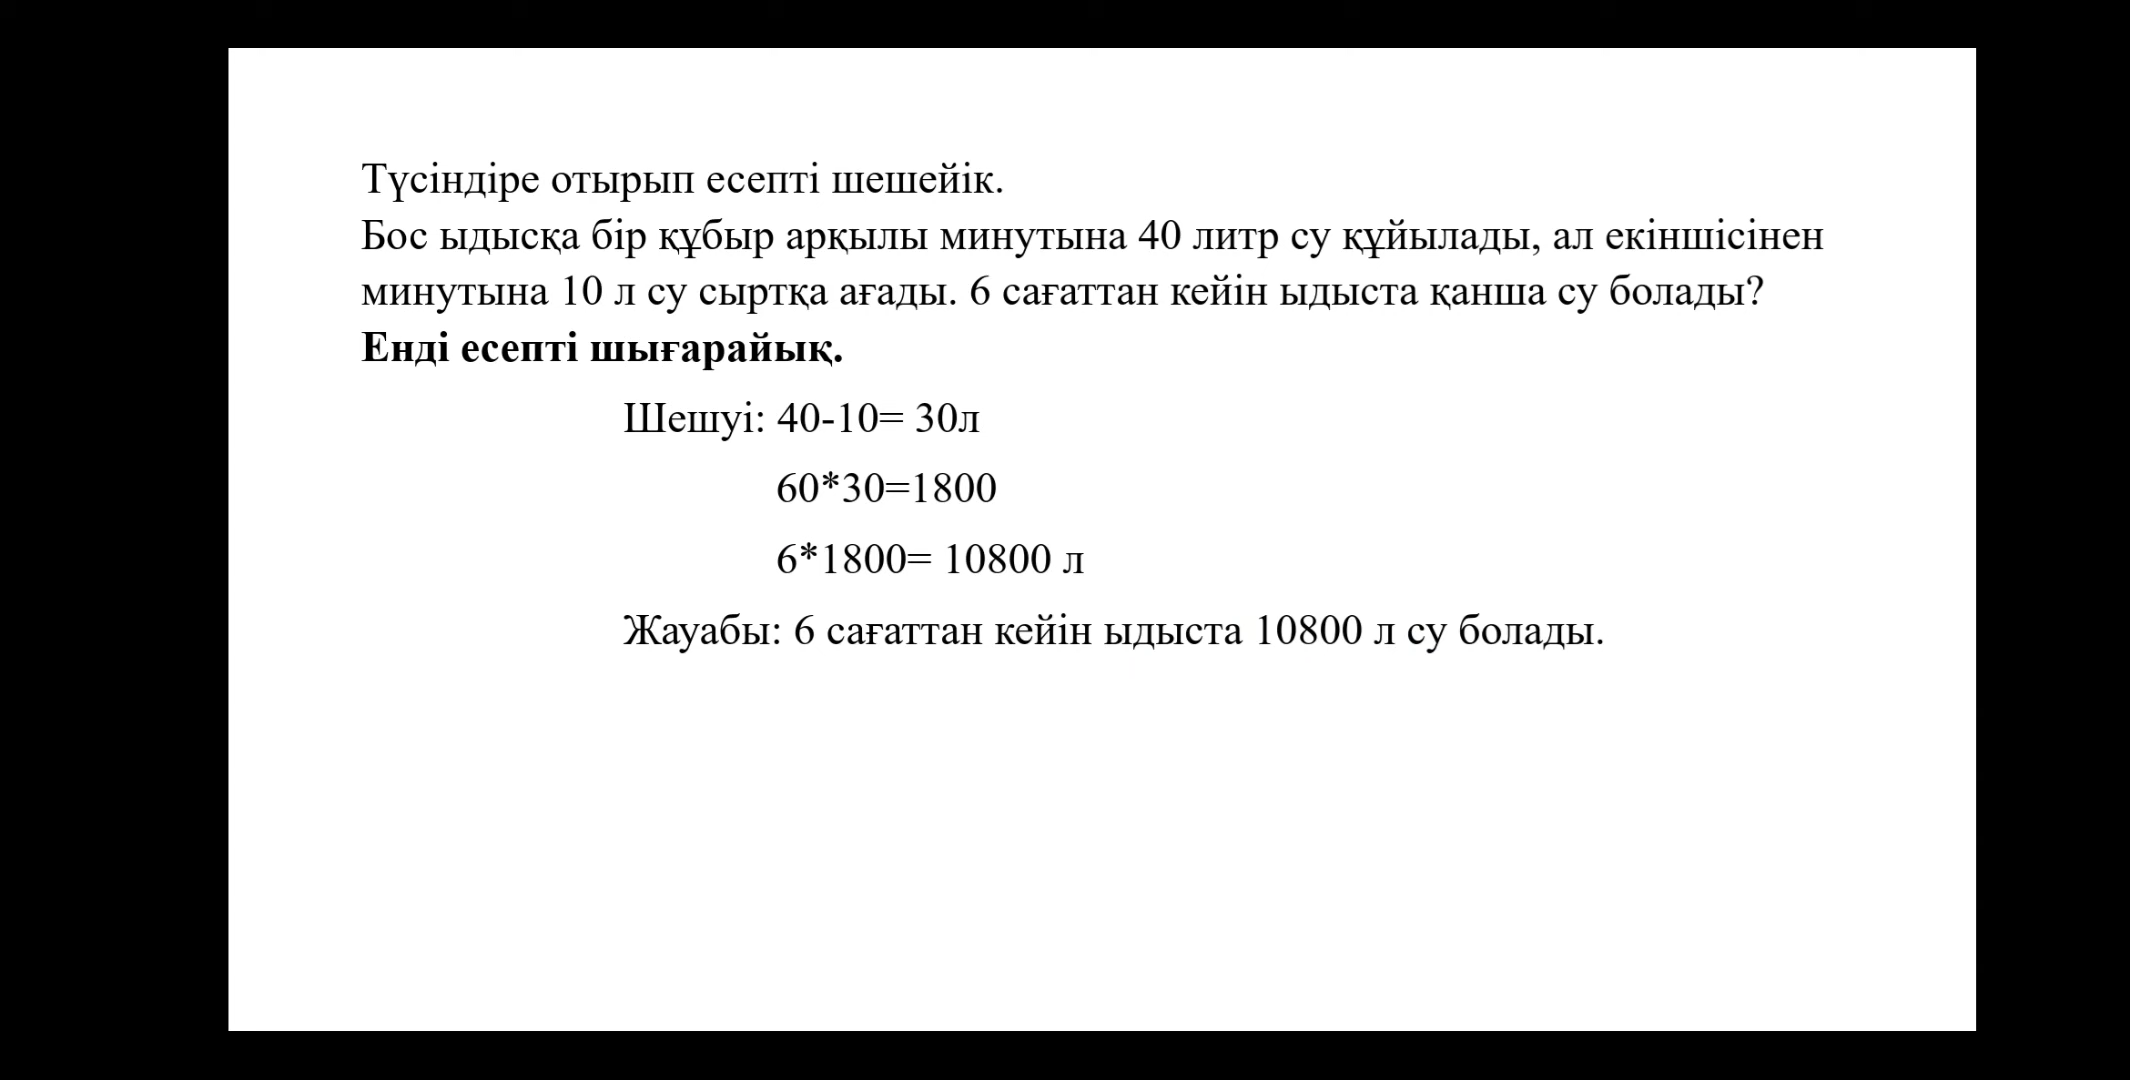 Түсіндіре отырып есепті шешейік.
Бос ыдысқа бір құбыр арқылы минутына 40 литр су құйылады, ал екіншісінен
минутына 10 л су сыртқа ағады. 6 сағаттан кейін ыдыста қанша су болады?
Енді есепті шығарайық.
Шешуі: 40-10= 30л
60*30=1800
6*1800= 10800 л
Жауабы: 6 сағаттан кейін ыдыста 10800 л су болады.